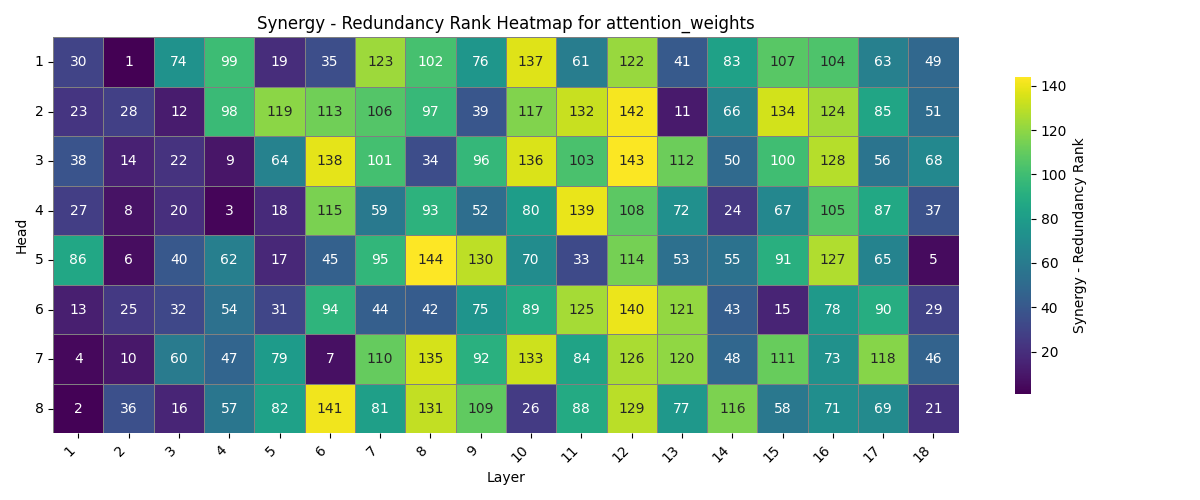 Synergy - Redundancy Rank Heatmap for attention_weights
1 30 1 74 99 19 35 123 102 76 137 61 122 41 83 107 104 63 49
2 23 28 12 98 119 113 106 97 39 117 132 142 11 66 134 124 85 51
3 38 14 22 9 64 138 101 34 96 136 103 143 112 50 100 128 56 68
4 27 8 20 3 18 115 59 93 52 80 139 108 72 24 67 105 87 37
5 86 6 40 62 17 45 95 144 130 70 33 114 53 55 91 127 65 5
6 13 25 32 54 31 94 44 42 75 89 125 140 121 43 15 78 90 29
7 4 10 60 47 79 7 110 135 92 133 84 126 120 48 111 73 118 46
8 2 36 16 57 82 141 81 131 109 26 88 129 77 116 58 71 69 21
Head
1 2 3 4 5 6 7 8 9 10 11 12 13 14 15 16 17 18
Layer
140
120
100
80
60
40
20
Synergy - Redundancy Rank